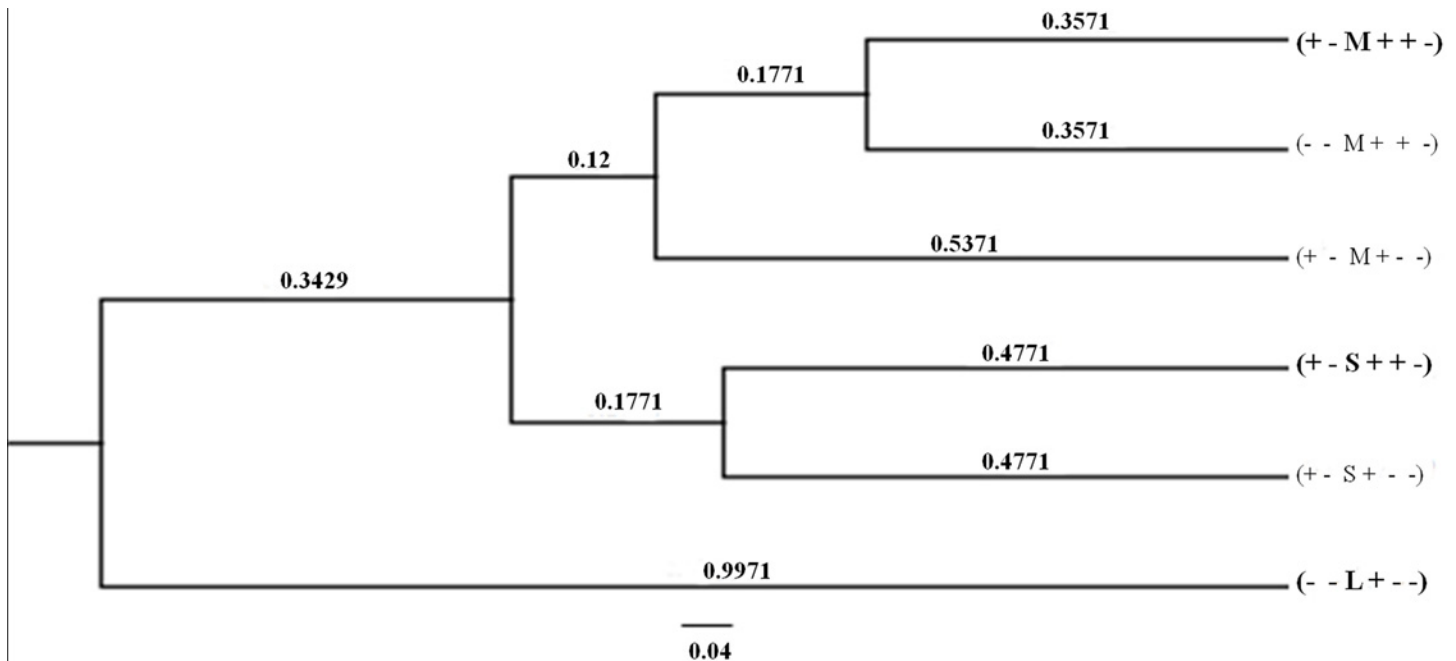 0.3571
(+ - M + + -)
0.1771
0.3571
(- - M + + -)
0.12
0.5371
(+ - M + - -)
0.3429
0.4771
(+ - S + + -)
0.1771
0.4771
(+ - S + - -)
0.9971
(- - L + - -)
0.04